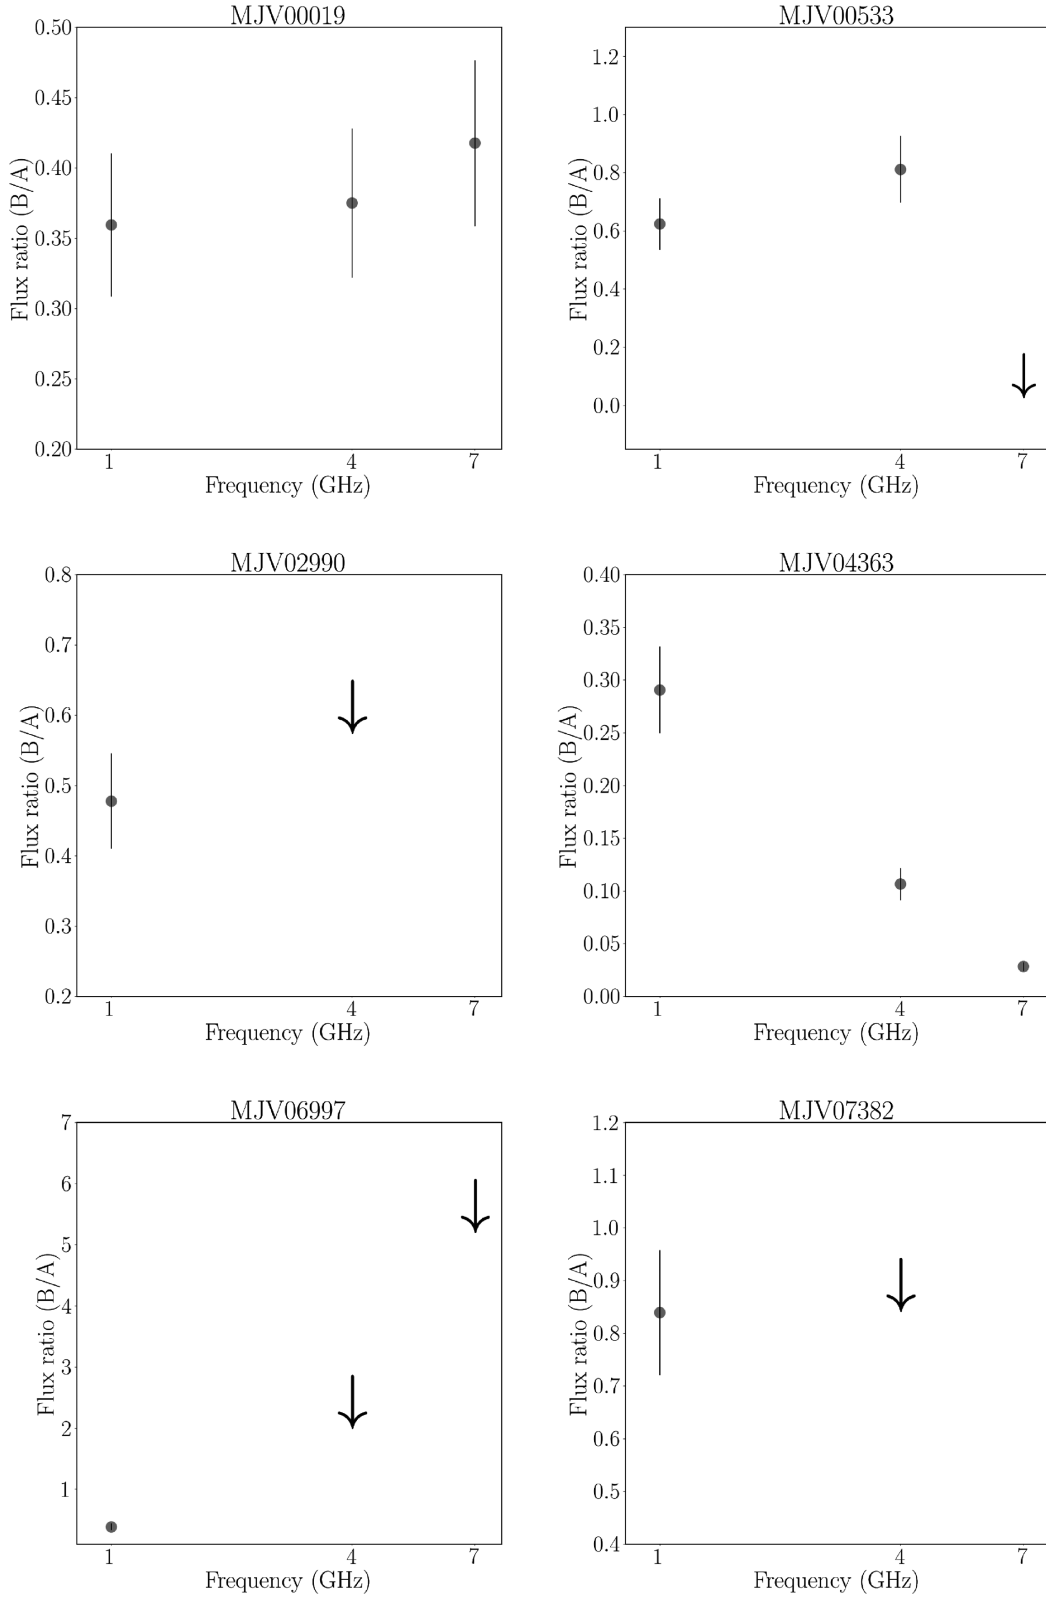 MJV00019
0.50
0.45
0.40
0.35
0.30
0.25
0.20
Flux ratio (B/A)
1 4 7
Frequency (GHz)
MJV00533
1.2
1.0
0.8
0.6
0.4
0.2
0.0
Flux ratio (B/A)
1 4 7
Frequency (GHz)
MJV02990
0.8
0.7
0.6
0.5
0.4
0.3
0.2
Flux ratio (B/A)
1 4 7
Frequency (GHz)
MJV04363
0.40
0.35
0.30
0.25
0.20
0.15
0.10
0.05
0.00
Flux ratio (B/A)
1 4 7
Frequency (GHz)
MJV06997
7
6
5
4
3
2
1
Flux ratio (B/A)
1 4 7
Frequency (GHz)
MJV07382
1.2
1.1
1.0
0.9
0.8
0.7
0.6
0.5
0.4
Flux ratio (B/A)
1 4 7
Frequency (GHz)